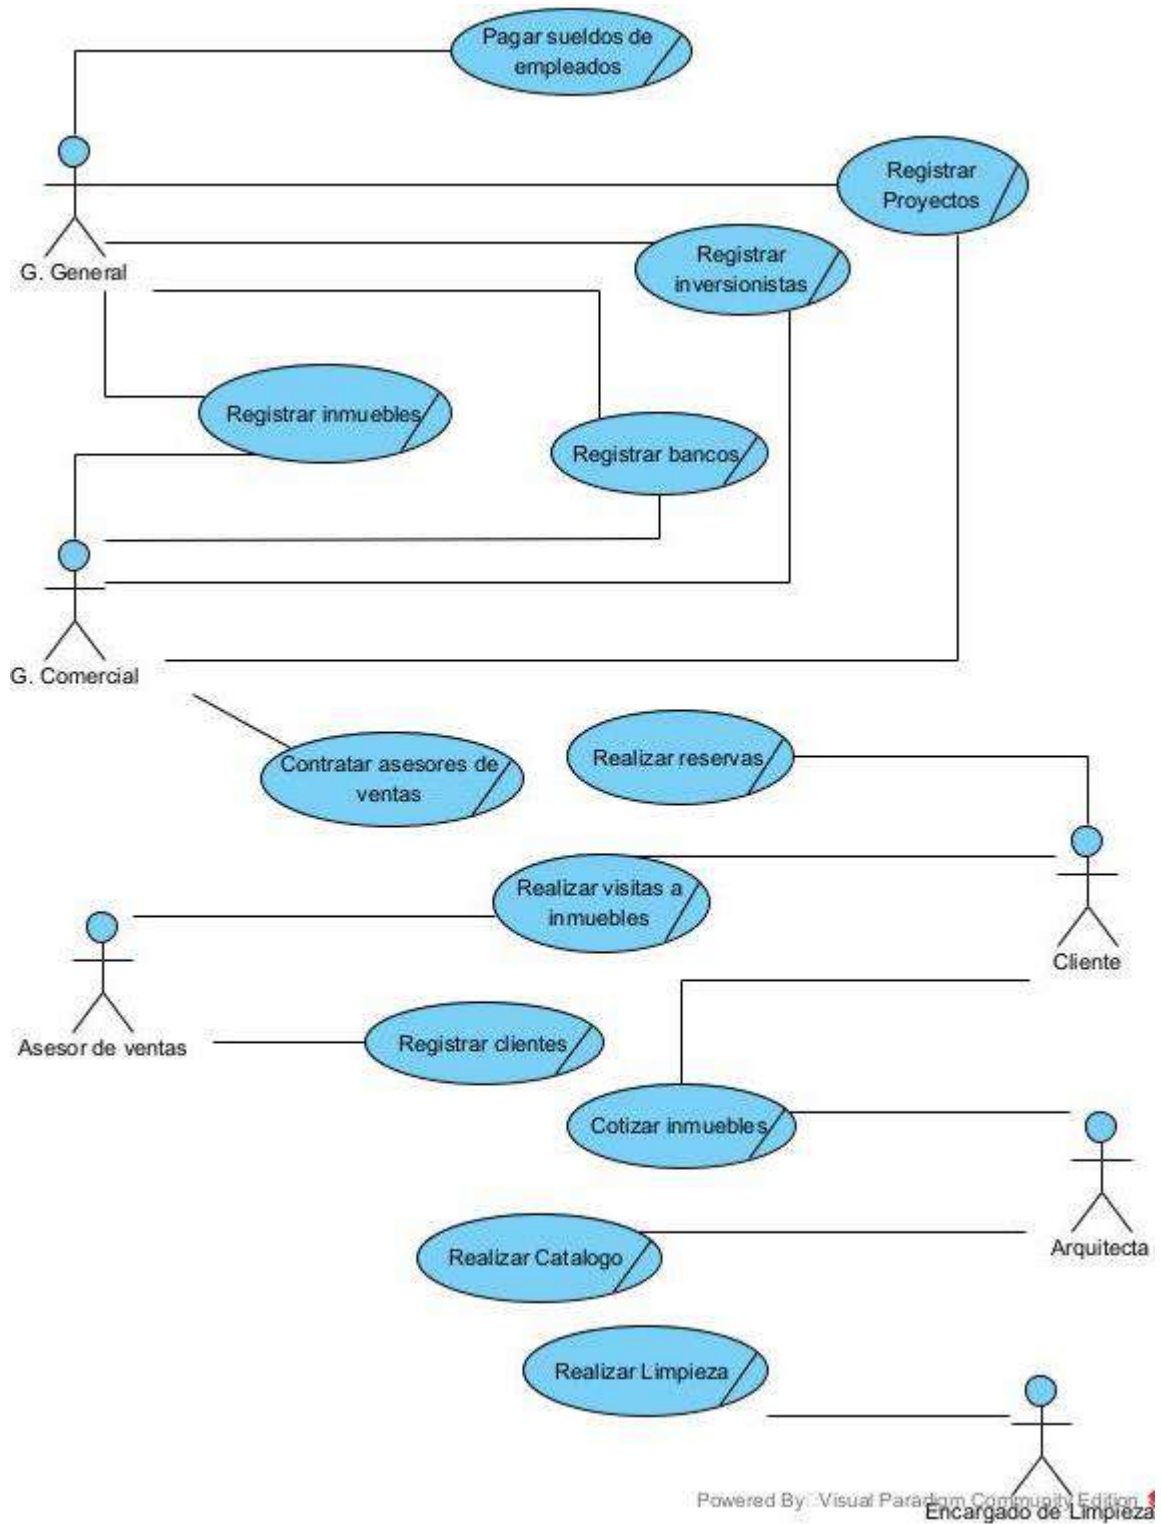 Pagar sueldos de
empleados
Registrar
Proyectos
G. General
Registrar
inversionistas
Registrar inmuebles
Registrar bancos
G. Comercial
Contratar asesores de
ventas
Realizar reservas
Realizar visitas a
inmuebles
Cliente
Asesor de ventas
Registrar clientes
Cotizar inmuebles
Arquitecta
Realizar Catalogo
Realizar Limpieza
Powered By Visual Paradigm Community Edition
Encargado de Limpieza